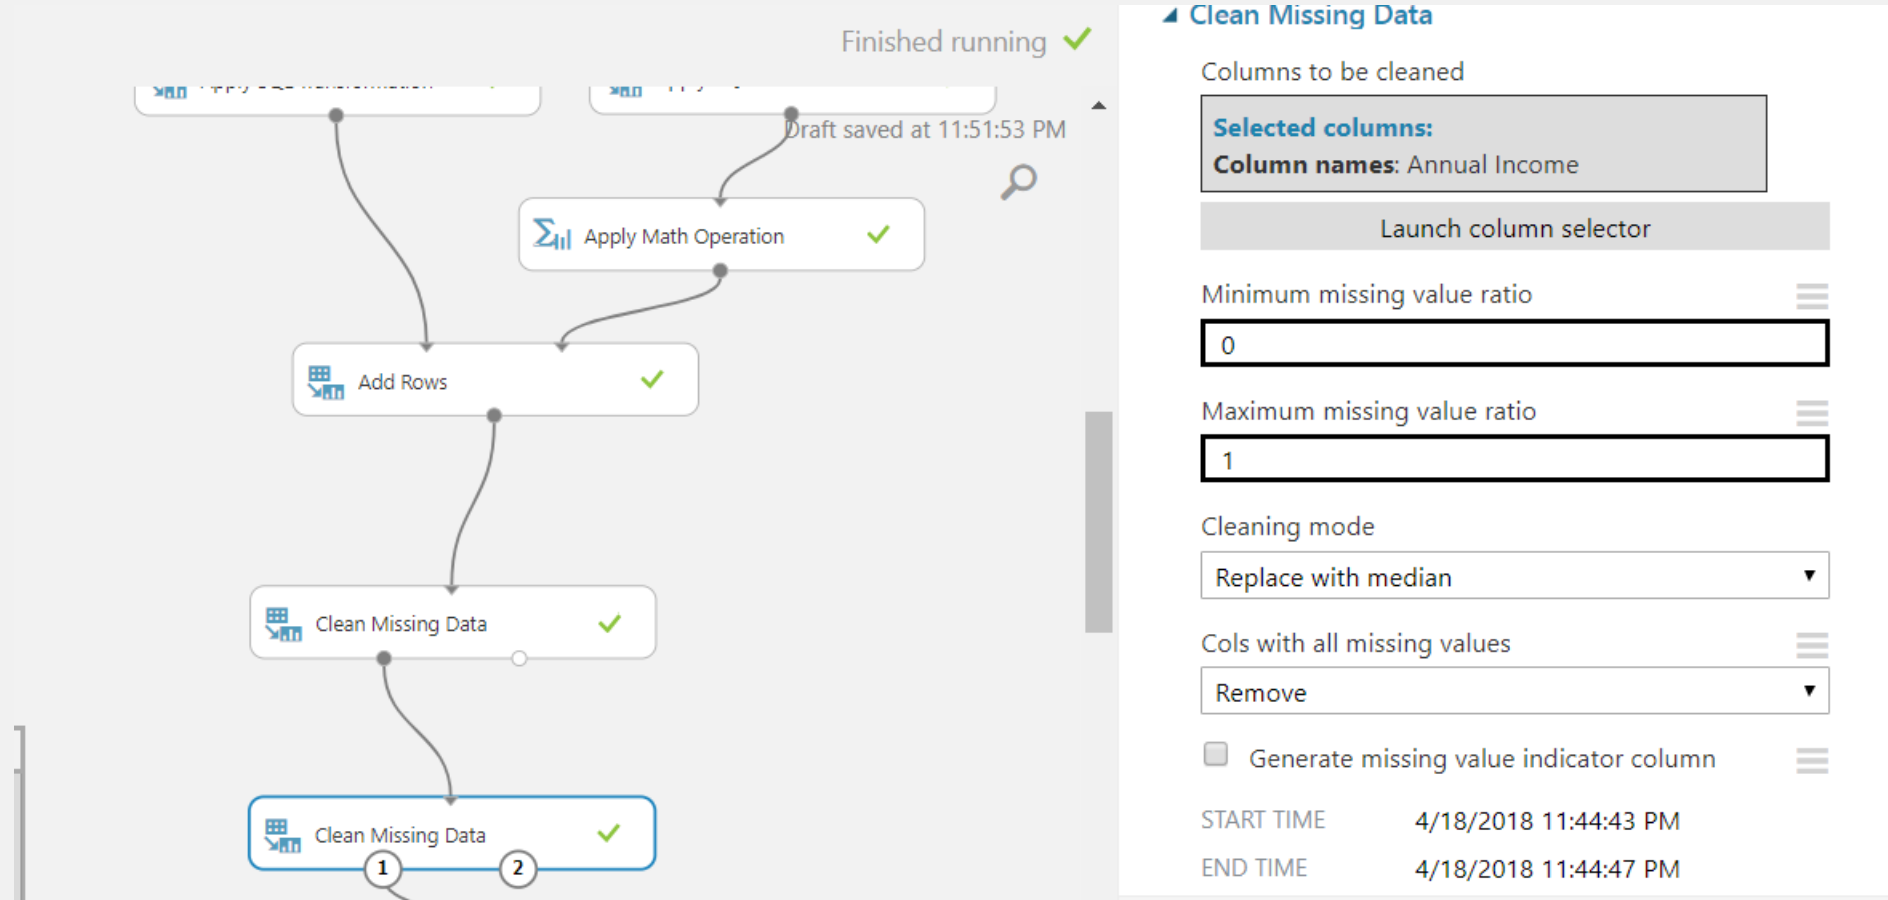 Finished running
Draft saved at 11:51:53 PM
Apply Math Operation
Add Rows
Clean Missing Data
Clean Missing Data
1
2
Clean Missing Data
Columns to be cleaned
Selected columns:
Column names: Annual Income
Launch column selector
Minimum missing value ratio
0
Maximum missing value ratio
1
Cleaning mode
Replace with median
Cols with all missing values
Remove
Generate missing value indicator column
START TIME 4/18/2018 11:44:43 PM
END TIME 4/18/2018 11:44:47 PM